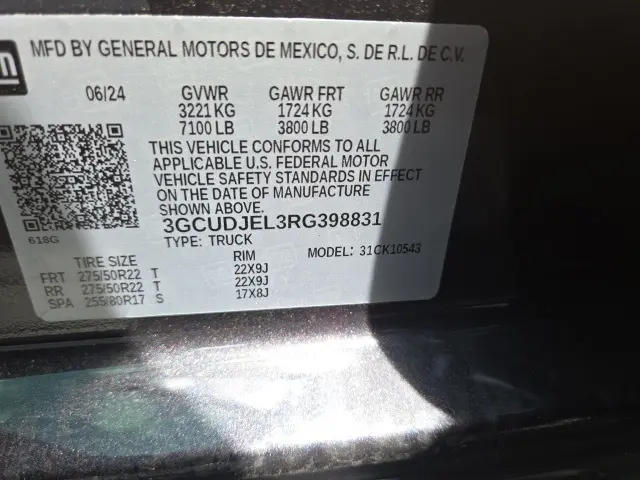 m
MFD BY GENERAL MOTORS DE MEXICO, S. DE R.L. DE C.V.
06/24 GVWR GAWR FRT GAWR RR
3221 KG 1724 KG 1724 KG
7100 LB 3800 LB 3800 LB
THIS VEHICLE CONFORMS TO ALL
APPLICABLE U.S. FEDERAL MOTOR
VEHICLE SAFETY STANDARDS IN EFFECT
ON THE DATE OF MANUFACTURE
SHOWN ABOVE.
3GCUDJEL3RG398831
618G TYPE: TRUCK MODEL: 31CK10543
TIRE SIZE RIM
FRT 275/50R22 T 22X9J
RR 275/50R22 T 22X9J
SPA 255/80R17 S 17X8J